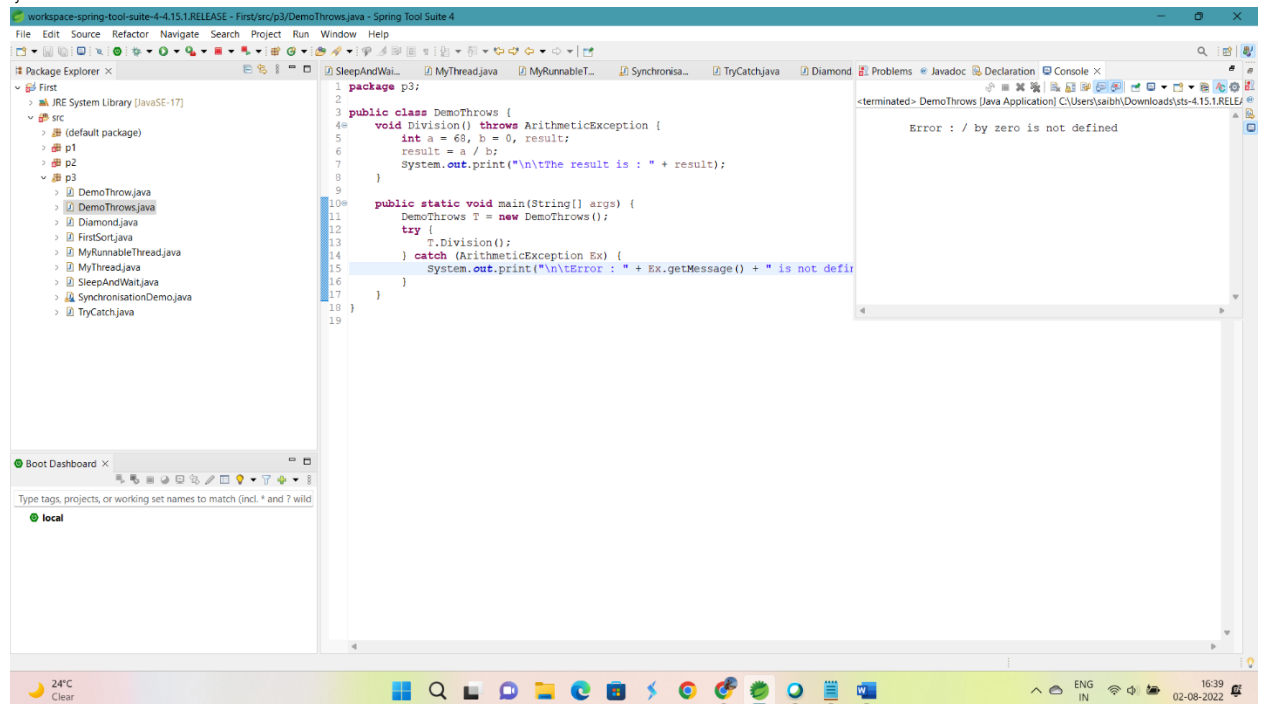 workspace-spring-tool-suite-4-4.15.1.RELEASE - First/src/p3/DemoThrows.java - Spring Tool Suite 4
File Edit Source Refactor Navigate Search Project Run Window Help
Package Explorer
First
JRE System Library [JavaSE-17]
src
(default package)
p1
p2
p3
DemoThrow.java
DemoThrows.java
Diamond.java
FirstSort.java
MyRunnableThread.java
MyThread.java
SleepAndWait.java
SynchronisationDemo.java
TryCatch.java
Boot Dashboard
Type tags, projects, or working set names to match (incl. * and ? wild
local
SleepAndWai... MyThread.java MyRunnableT... Synchronisa... TryCatch.java Diamond
1 package p3;
2
3 public class DemoThrows {
4 void Division() throws ArithmeticException {
5 int a = 68, b = 0, result;
6 result = a / b;
7 System.out.print("\n\tThe result is : " + result);
8 }
9
10 public static void main(String[] args) {
11 DemoThrows T = new DemoThrows();
12 try {
13 T.Division();
14 } catch (ArithmeticException Ex) {
15 System.out.print("\n\tError : " + Ex.getMessage() + " is not defin
16 }
17 }
18 }
19
Problems Javadoc Declaration Console
<terminated> DemoThrows [Java Application] C:\Users\saibh\Downloads\sts-4.15.1.RELEA
Error : / by zero is not defined
24°C
Clear
ENG
IN
16:39
02-08-2022